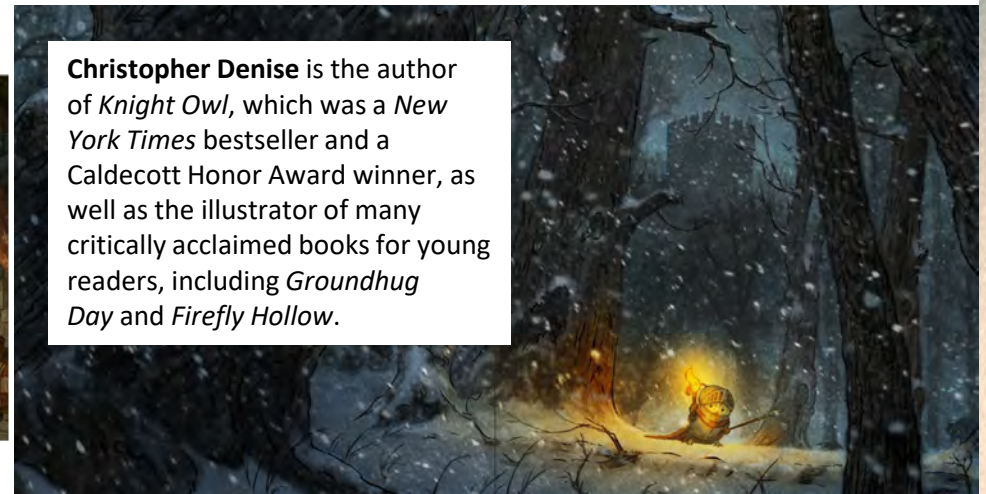 Christopher Denise is the author
of Knight Owl, which was a New
York Times bestseller and a
Caldecott Honor Award winner, as
well as the illustrator of many
critically acclaimed books for young
readers, including Groundhug
Day and Firefly Hollow.